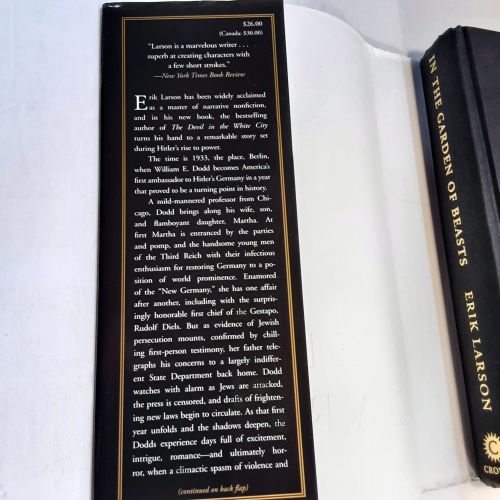 $26.00
(Canada: $30.00)
“Larson is a marvelous writer . . .
superb at creating characters with
a few short strokes.”
—New York Times Book Review
Erik Larson has been widely acclaimed
as a master of narrative nonfiction,
and in his new book, the bestselling
author of The Devil in the White City
turns his hand to a remarkable story set
during Hitler’s rise to power.
The time is 1933, the place, Berlin,
when William E. Dodd becomes America’s
first ambassador to Hitler’s Germany in a year
that proved to be a turning point in history.
A mild-mannered professor from Chi-
cago, Dodd brings along his wife, son,
and flamboyant daughter, Martha. At
first Martha is entranced by the parties
and pomp, and the handsome young men
of the Third Reich with their infectious
enthusiasm for restoring Germany to a po-
sition of world prominence. Enamored
of the “New Germany,” she has one affair
after another, including with the surpris-
ingly honorable first chief of the Gestapo,
Rudolf Diels. But as evidence of Jewish
persecution mounts, confirmed by chill-
ing first-person testimony, her father tele-
graphs his concerns to a largely indiffer-
ent State Department back home. Dodd
watches with alarm as Jews are attacked,
the press is censored, and drafts of frighten-
ing new laws begin to circulate. As that first
year unfolds and the shadows deepen, the
Dodds experience days full of excitement,
intrigue, romance—and ultimately hor-
ror, when a climactic spasm of violence and
(continued on back flap)
IN THE GARDEN OF BEASTS ERIK LARSON
C
CRO